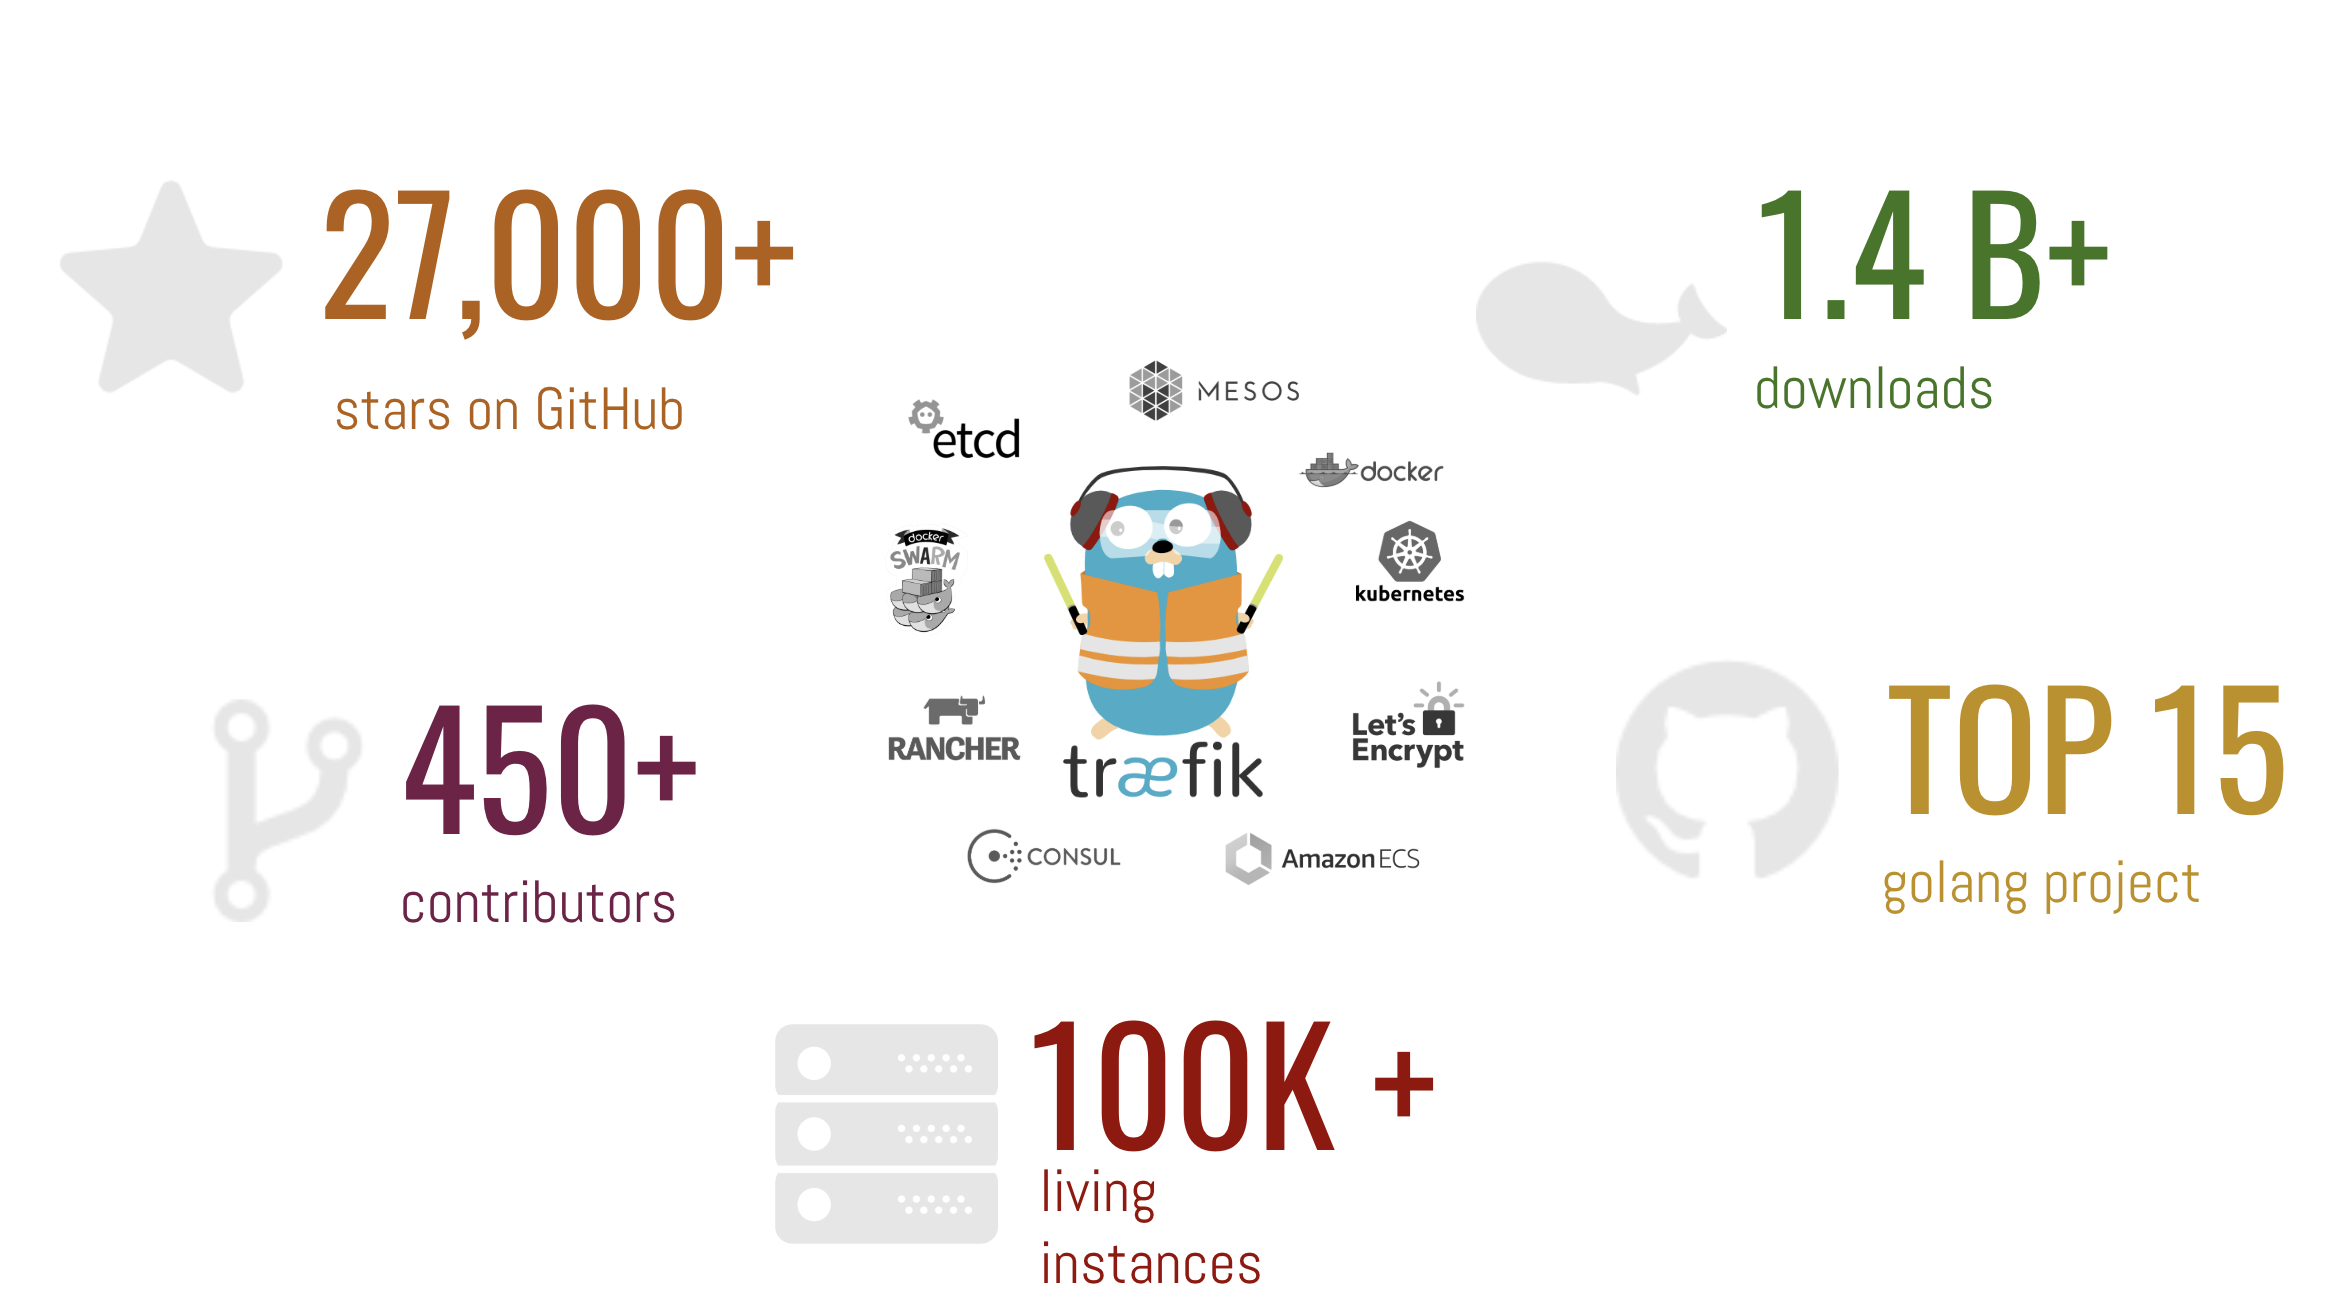 27,000+
stars on GitHub
1.4 B+
downloads
MESOS
etcd
docker
docker
SWARM
kubernetes
RANCHER
Let's
Encrypt
træfik
CONSUL
Amazon ECS
450+
contributors
TOP 15
golang project
100K +
living
instances